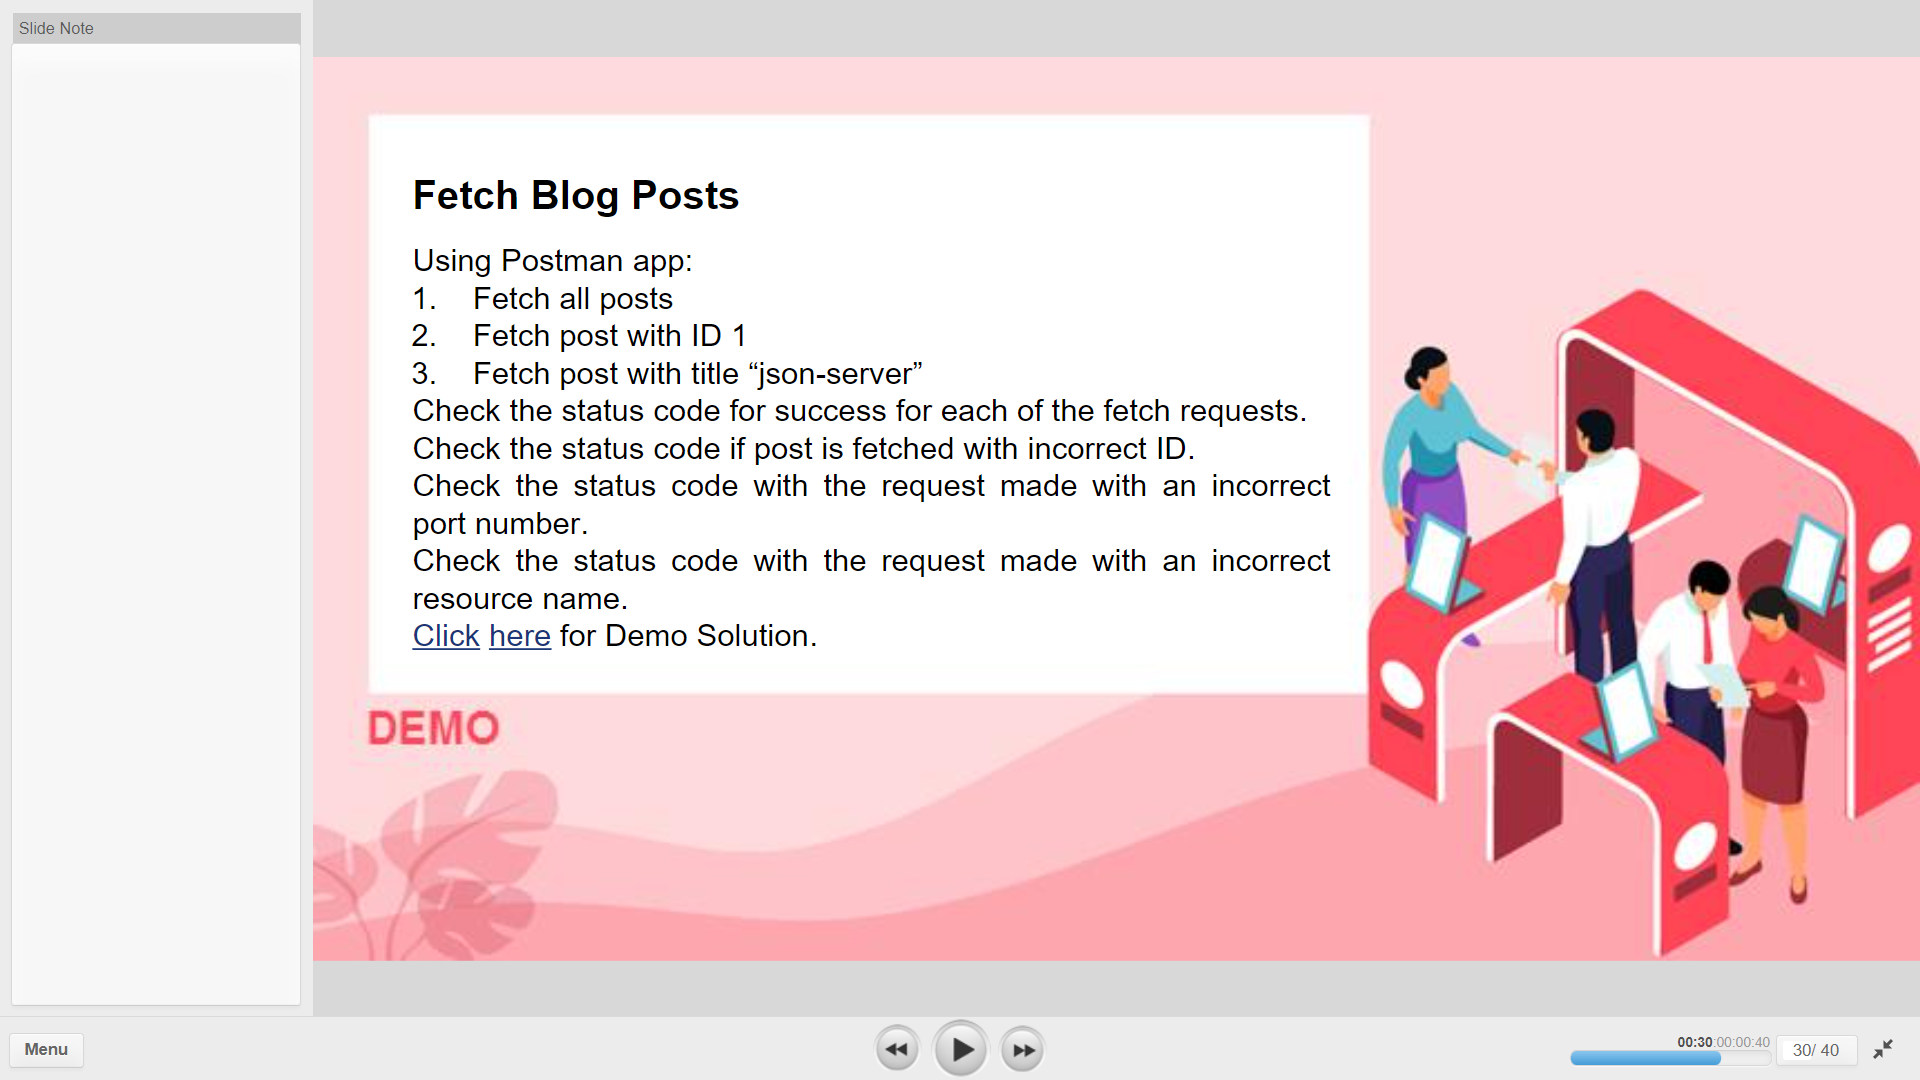 Slide Note
Fetch Blog Posts
Using Postman app:
1. Fetch all posts
2. Fetch post with ID 1
3. Fetch post with title “json-server”
Check the status code for success for each of the fetch requests.
Check the status code if post is fetched with incorrect ID.
Check the status code with the request made with an incorrect
port number.
Check the status code with the request made with an incorrect
resource name.
Click here for Demo Solution.
DEMO
Menu
00:30:00:00:40
30/ 40